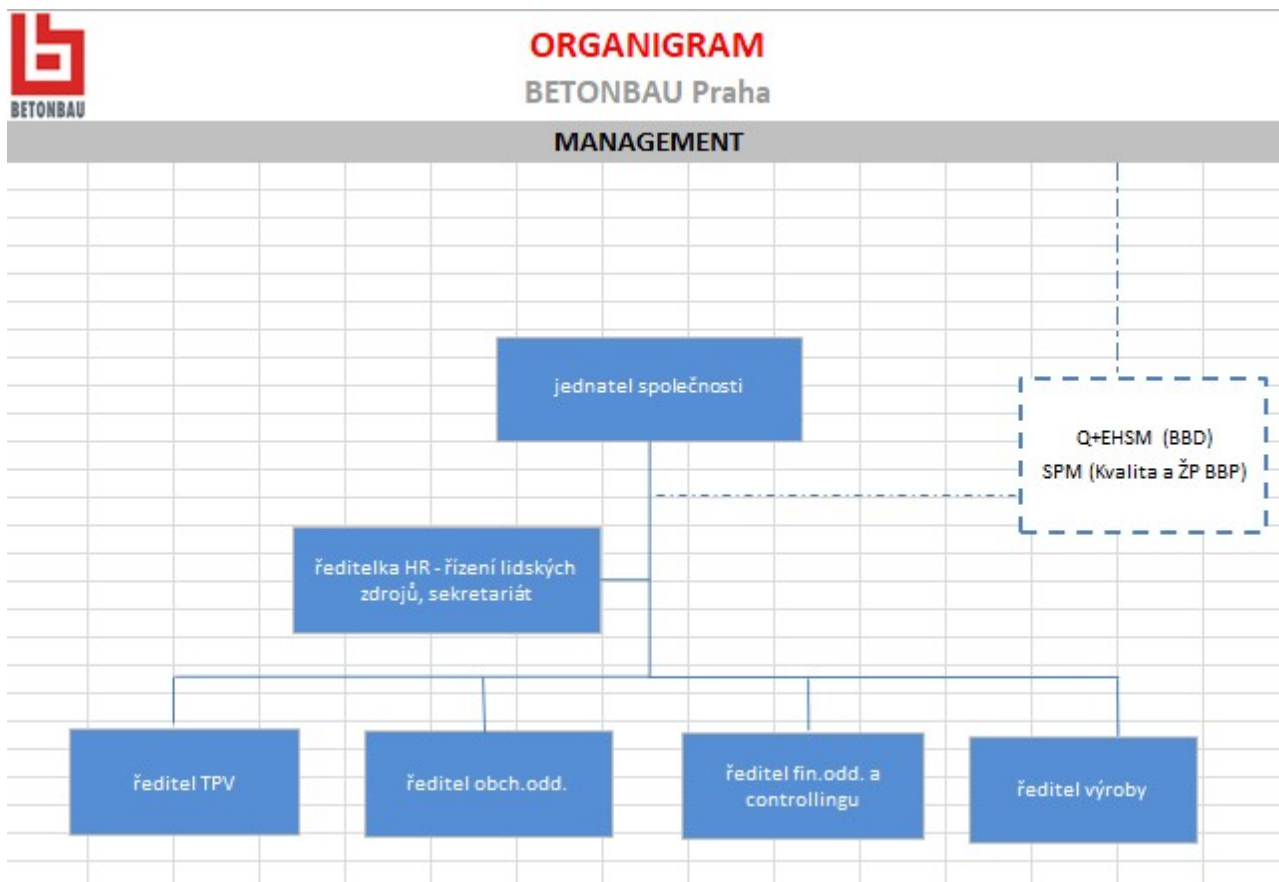 BETONBAU
ORGANIGRAM
BETONBAU Praha
MANAGEMENT
jednatel společnosti
Q+EHSM (BBD)
SPM (Kvalita a ŽP BBP)
ředitelka HR - řízení lidských
zdrojů, sekretariát
ředitel TPV
ředitel obch.odd.
ředitel fin.odd. a
controllingu
ředitel výroby